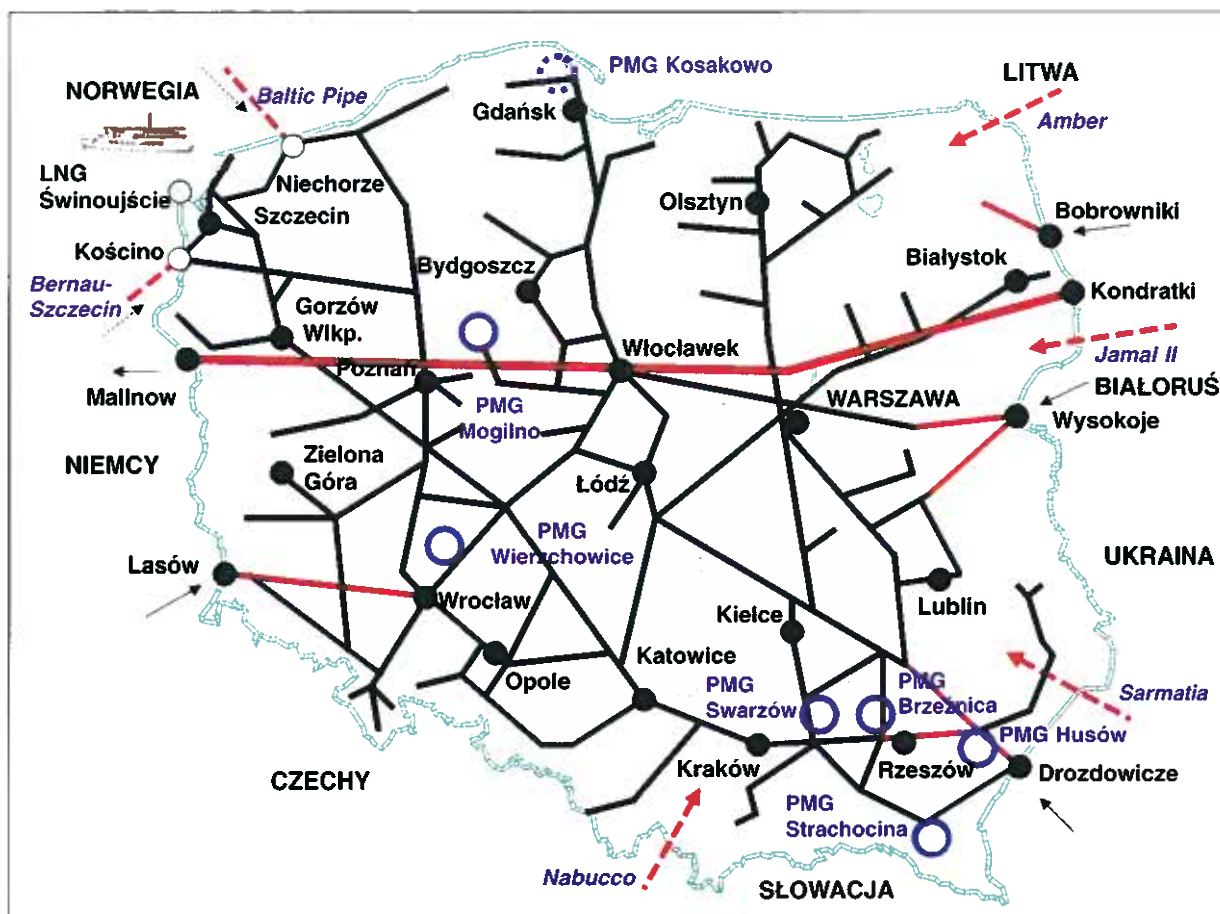 PMG Kosakowo
LITWA
NORWEGIA
Baltic Pipe
Gdańsk
Amber
LNG
Świnoujście
Niechorze
Szczecin
Olsztyn
Bobrowniki
Kościno
Bydgoszcz
Białystok
Bernau-
Szczecin
Gorzów
Wlkp.
Kondratki
Włocławek
Jamal II
Mallnow
Poznań
BIAŁORUŚ
PMG
Mogilno
WARSZAWA
Wysokoje
NIEMCY
Zielona
Góra
Łódź
PMG
Wierzchowice
UKRAINA
Lasów
Wrocław
Kielce
Lublin
Katowice
Opole
PMG
Swarzów
PMG
Brzeźnica
Sarmatia
PMG Husów
CZECHY
Kraków
Rzeszów
Drozdowicze
PMG
Strachocina
Nabucco
SŁOWACJA